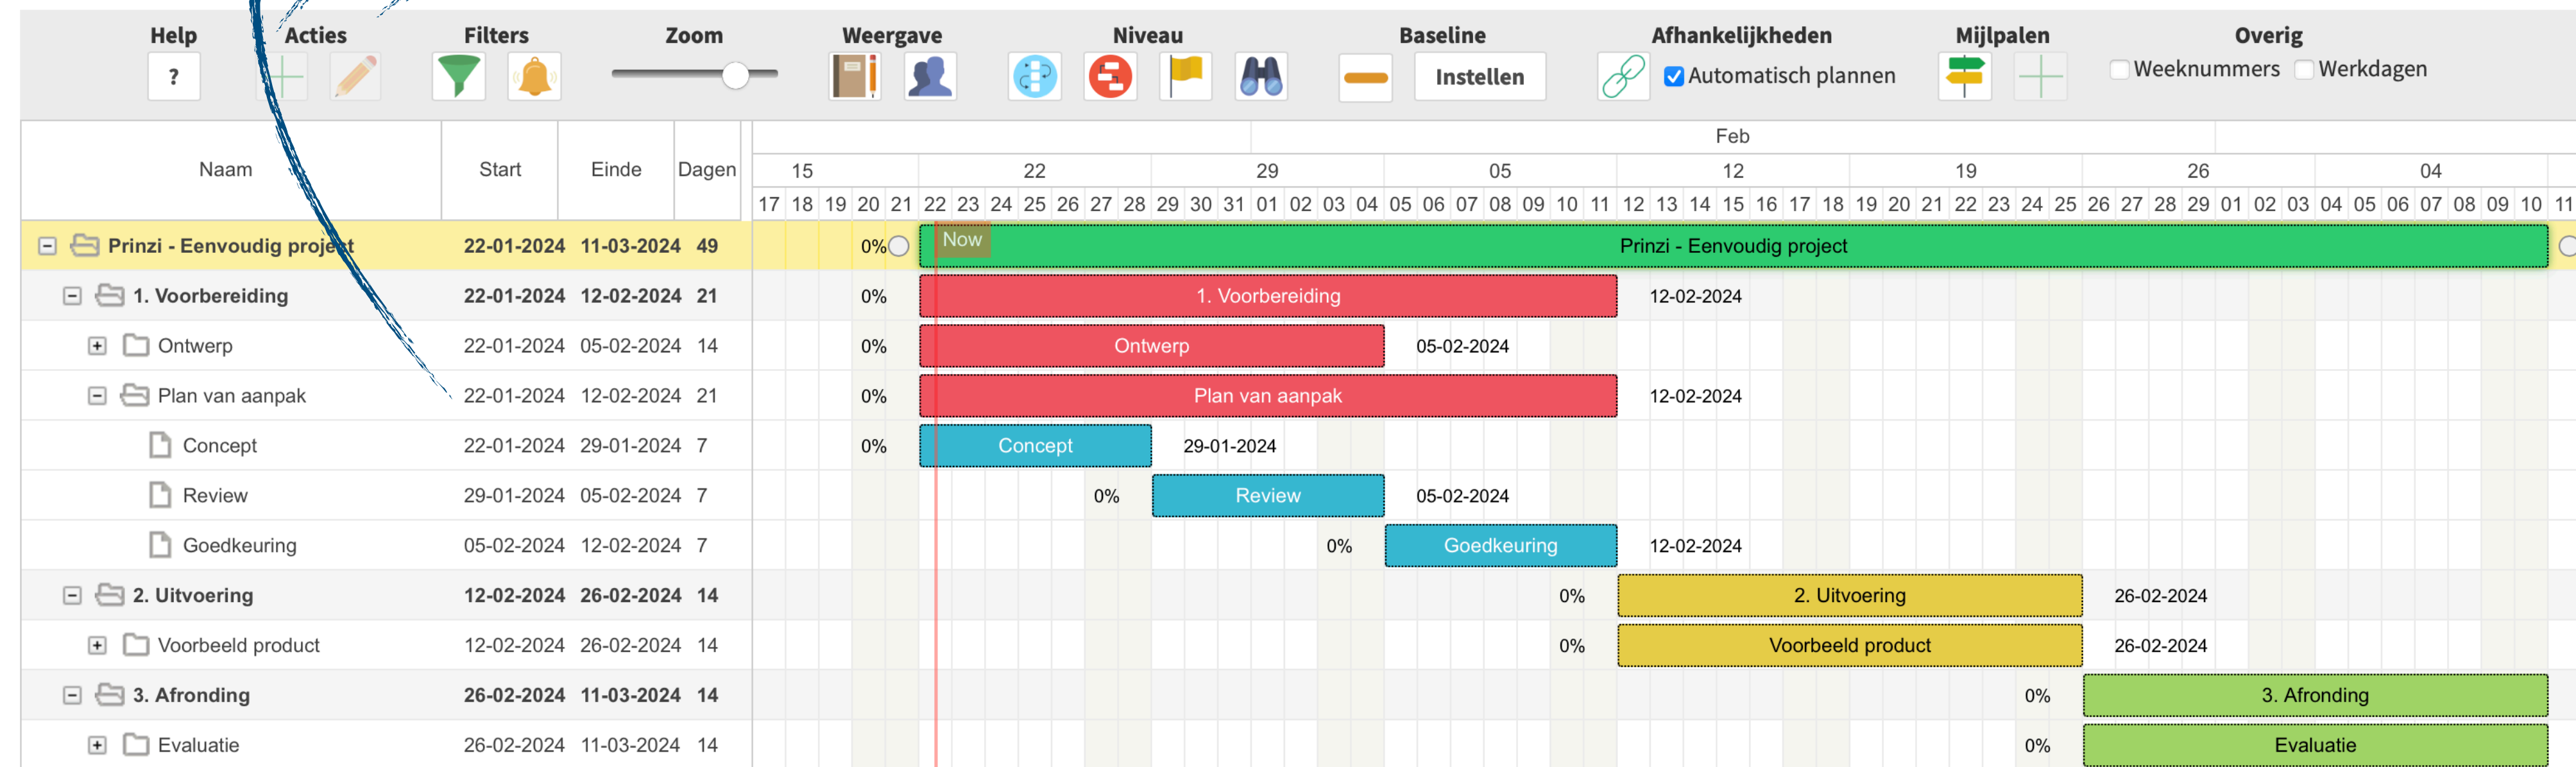 Help Acties Filters Zoom Weergave Niveau Baseline Afhankelijkheden Mijlpalen Overig
? Instellen Automatisch plannen Weeknummers Werkdagen
Feb
Naam Start Einde Dagen 15 22 29 05 12 19 26 04
17 18 19 20 21 22 23 24 25 26 27 28 29 30 31 01 02 03 04 05 06 07 08 09 10 11 12 13 14 15 16 17 18 19 20 21 22 23 24 25 26 27 28 29 01 02 03 04 05 06 07 08 09 10 11
Prinzi - Eenvoudig project 22-01-2024 11-03-2024 49 0% Now Prinzi - Eenvoudig project
1. Voorbereiding 22-01-2024 12-02-2024 21 0% 1. Voorbereiding 12-02-2024
Ontwerp 22-01-2024 05-02-2024 14 0% Ontwerp 05-02-2024
Plan van aanpak 22-01-2024 12-02-2024 21 0% Plan van aanpak 12-02-2024
Concept 22-01-2024 29-01-2024 7 0% Concept 29-01-2024
Review 29-01-2024 05-02-2024 7 0% Review 05-02-2024
Goedkeuring 05-02-2024 12-02-2024 7 0% Goedkeuring 12-02-2024
2. Uitvoering 12-02-2024 26-02-2024 14 0% 2. Uitvoering 26-02-2024
Voorbeeld product 12-02-2024 26-02-2024 14 0% Voorbeeld product 26-02-2024
3. Afronding 26-02-2024 11-03-2024 14 0% 3. Afronding
Evaluatie 26-02-2024 11-03-2024 14 0% Evaluatie